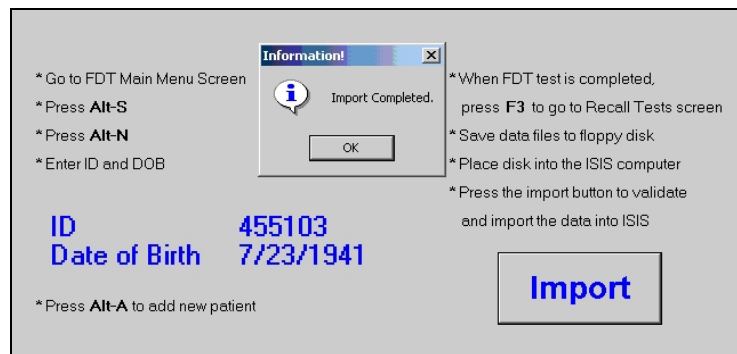 Information!
Import Completed.
OK
*Go to FDT Main Menu Screen
*Press Alt-S
*Press Alt-N
*Enter ID and DOB
ID 455103
Date of Birth 7/23/1941
*Press Alt-A to add new patient
*When FDT test is completed,
press F3 to go to Recall Tests screen
*Save data files to floppy disk
*Place disk into the ISIS computer
*Press the import button to validate
and import the data into ISIS
Import